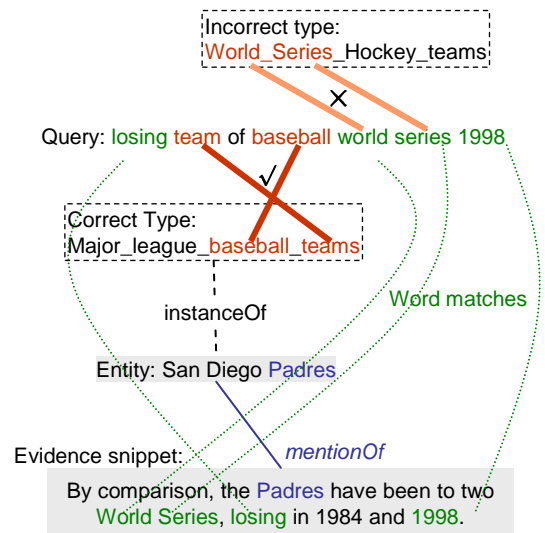 Incorrect type:
World_Series_Hockey_teams
×
Query: losing team of baseball world series 1998
√
Correct Type:
Major_league_baseball_teams
Word matches
instanceOf
Entity: San Diego Padres
mentionOf
Evidence snippet:
By comparison, the Padres have been to two
World Series, losing in 1984 and 1998.